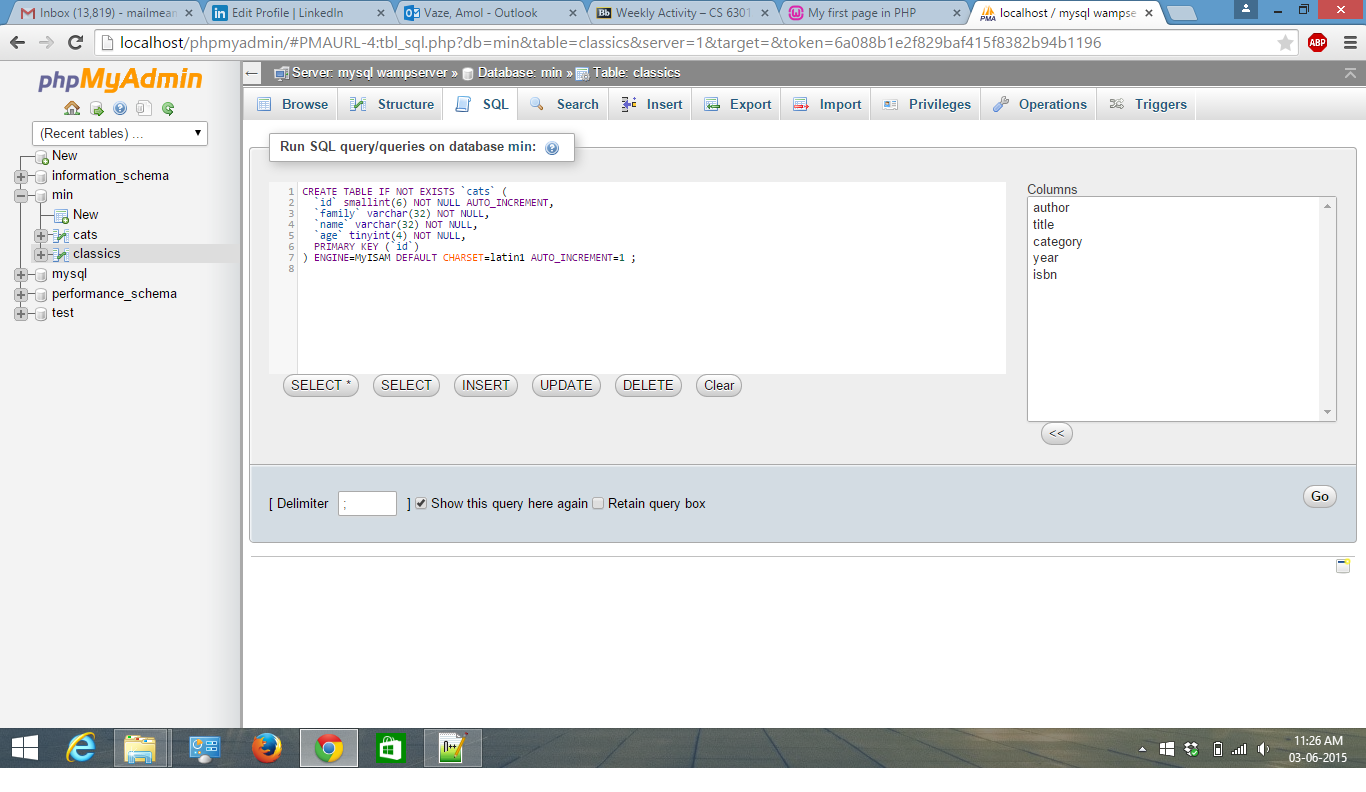 Inbox (13,819) - mailmean
Edit Profile | LinkedIn
Vaze, Amol - Outlook
Bb Weekly Activity – CS 6301
My first page in PHP
PMA localhost / mysql wampse
localhost/phpmyadmin/#PMAURL-4:tbl_sql.php?db=min&table=classics&server=1&target=&token=6a088b1e2f829baf415f8382b94b1196
ABP
phpMyAdmin
(Recent tables) ...
New
information_schema
min
New
cats
classics
mysql
performance_schema
test
Server: mysql wampserver » Database: min » Table: classics
Browse Structure SQL Search Insert Export Import Privileges Operations Triggers
Run SQL query/queries on database min:
1 CREATE TABLE IF NOT EXISTS `cats` (
2 `id` smallint(6) NOT NULL AUTO_INCREMENT,
3 `family` varchar(32) NOT NULL,
4 `name` varchar(32) NOT NULL,
5 `age` tinyint(4) NOT NULL,
6 PRIMARY KEY (`id`)
7 ) ENGINE=MyISAM DEFAULT CHARSET=latin1 AUTO_INCREMENT=1 ;
8
Columns
author
title
category
year
isbn
SELECT * SELECT INSERT UPDATE DELETE Clear
<<
[ Delimiter ; ] Show this query here again Retain query box
Go
11:26 AM
03-06-2015